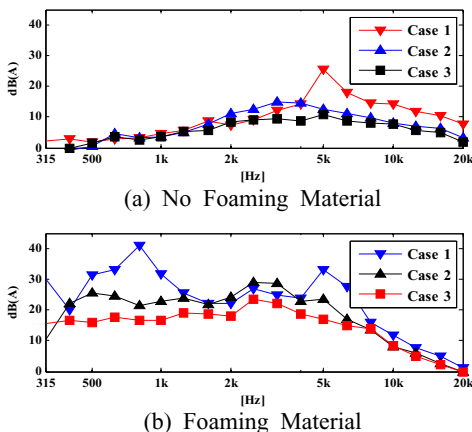 40
30
20
10
0
dB(A)
Case 1
Case 2
Case 3
315 500 1k 2k 5k 10k 20k
[Hz]
(a) No Foaming Material
40
30
20
10
0
dB(A)
Case 1
Case 2
Case 3
315 500 1k 2k 5k 10k 20k
[Hz]
(b) Foaming Material